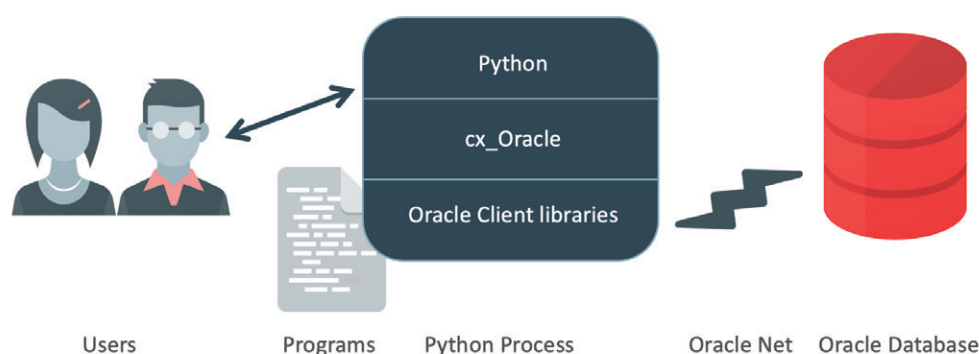 Python
cx_Oracle
Oracle Client libraries
Users
Programs
Python Process
Oracle Net
Oracle Database